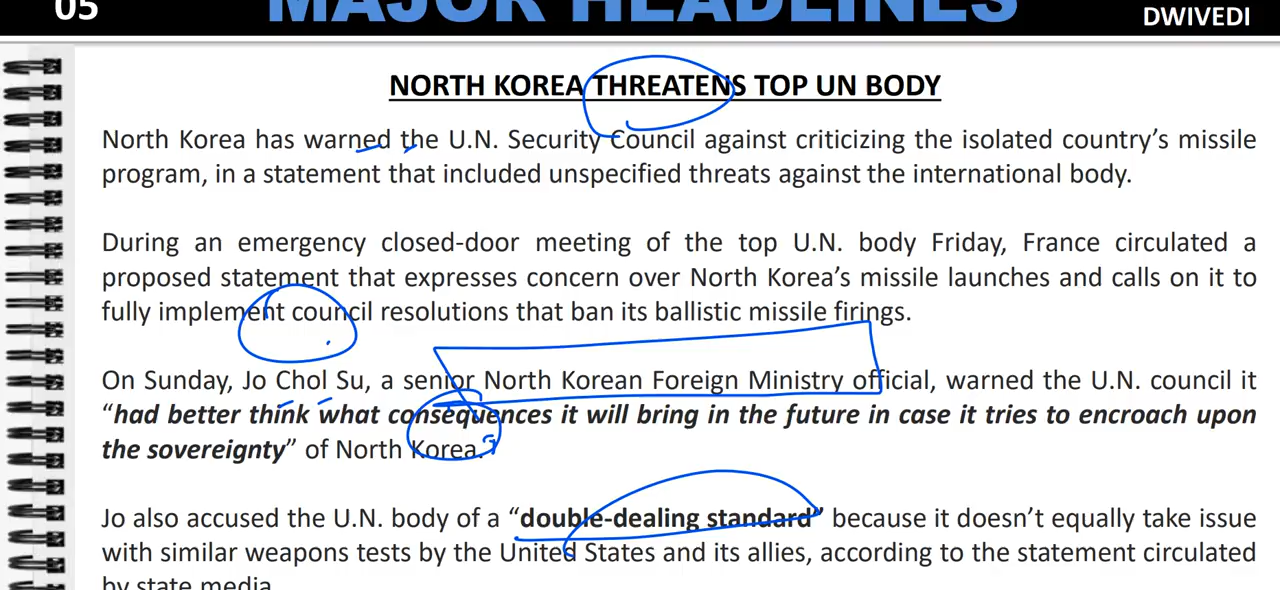 05
MAJOR HEADLINES
DWIVEDI
NORTH KOREA THREATENS TOP UN BODY
North Korea has warned the U.N. Security Council against criticizing the isolated country’s missile
program, in a statement that included unspecified threats against the international body.
During an emergency closed-door meeting of the top U.N. body Friday, France circulated a
proposed statement that expresses concern over North Korea’s missile launches and calls on it to
fully implement council resolutions that ban its ballistic missile firings.
On Sunday, Jo Chol Su, a senior North Korean Foreign Ministry official, warned the U.N. council it
“had better think what consequences it will bring in the future in case it tries to encroach upon
the sovereignty” of North Korea.
Jo also accused the U.N. body of a “double-dealing standard” because it doesn’t equally take issue
with similar weapons tests by the United States and its allies, according to the statement circulated
by state media.